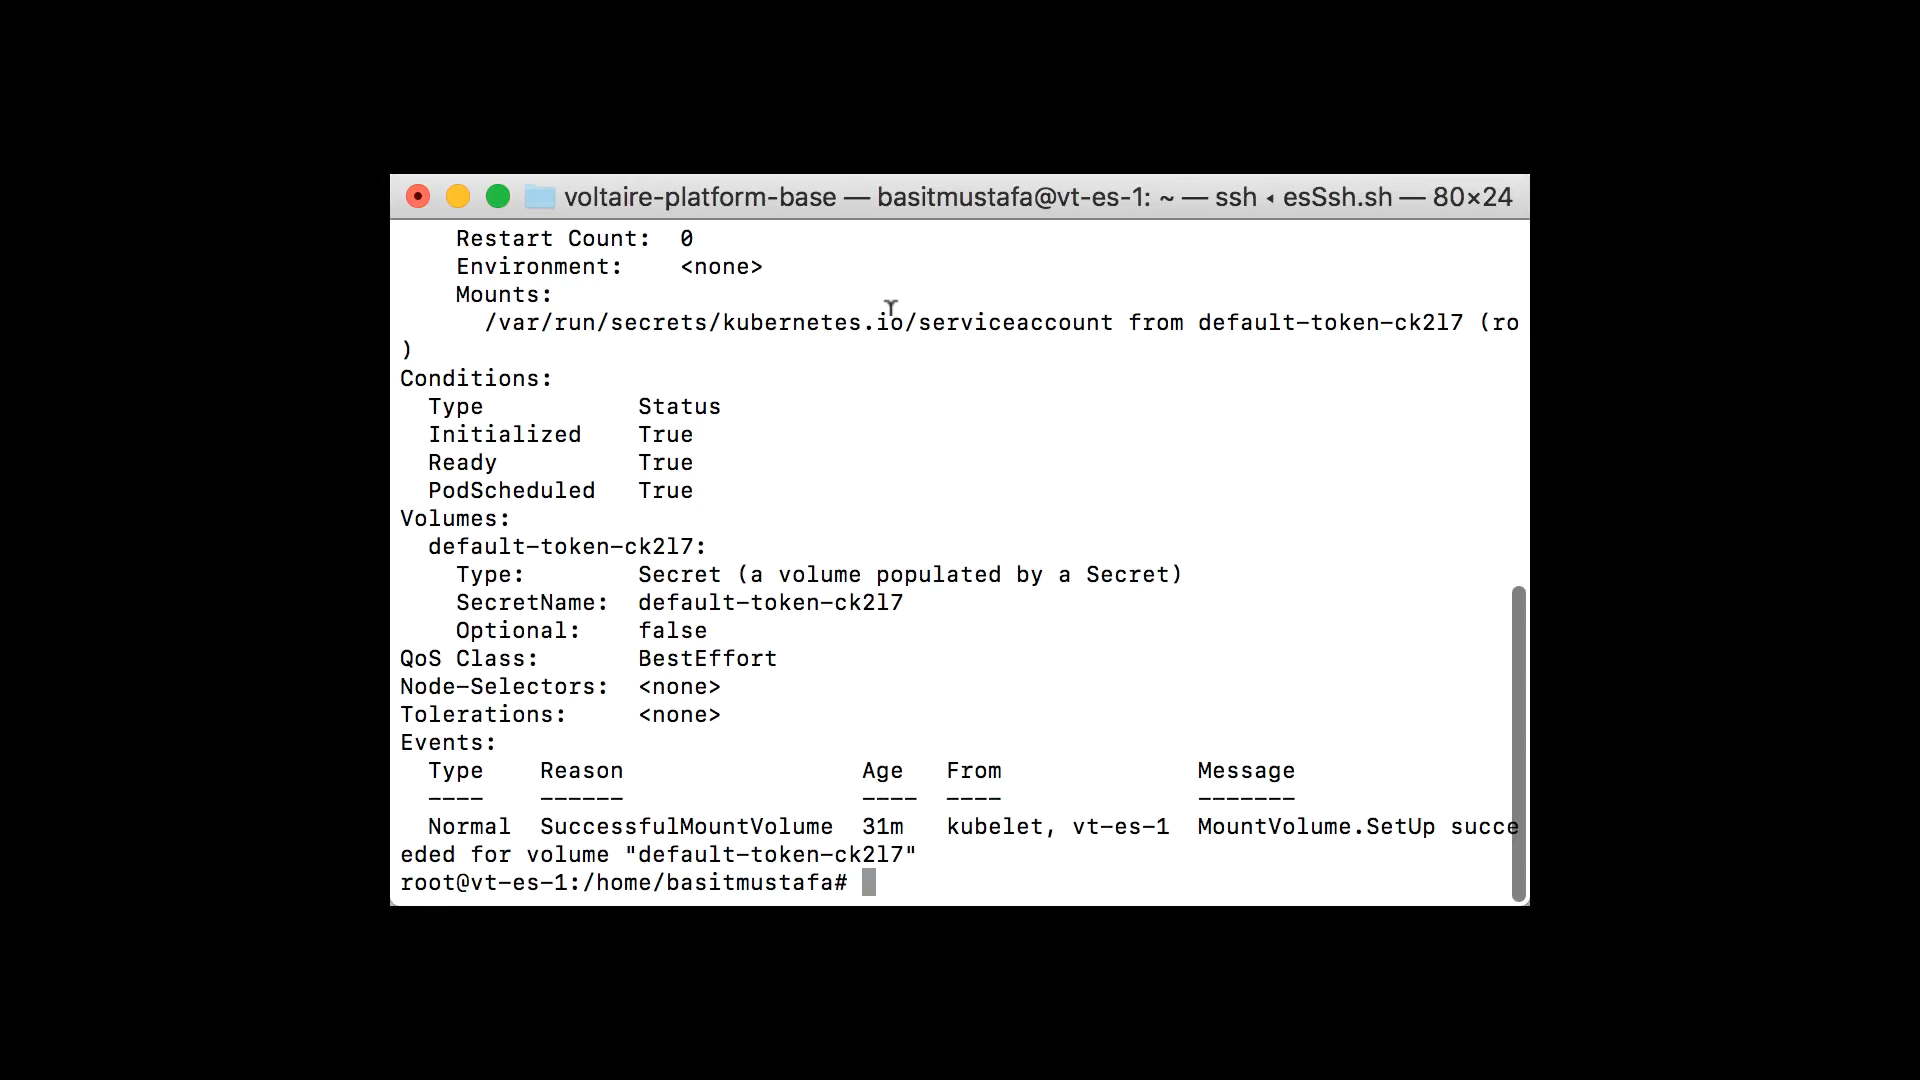 voltaire-platform-base — basitmustafa@vt-es-1: ~ — ssh ◂ esSsh.sh — 80×24
    Restart Count:  0
    Environment:    <none>
    Mounts:
      /var/run/secrets/kubernetes.io/serviceaccount from default-token-ck2l7 (ro
)
Conditions:
  Type           Status
  Initialized    True
  Ready          True
  PodScheduled   True
Volumes:
  default-token-ck2l7:
    Type:        Secret (a volume populated by a Secret)
    SecretName:  default-token-ck2l7
    Optional:    false
QoS Class:       BestEffort
Node-Selectors:  <none>
Tolerations:     <none>
Events:
  Type    Reason                 Age   From             Message
  ----    ------                 ----  ----             -------
  Normal  SuccessfulMountVolume  31m   kubelet, vt-es-1  MountVolume.SetUp succe
eded for volume "default-token-ck2l7"
root@vt-es-1:/home/basitmustafa#